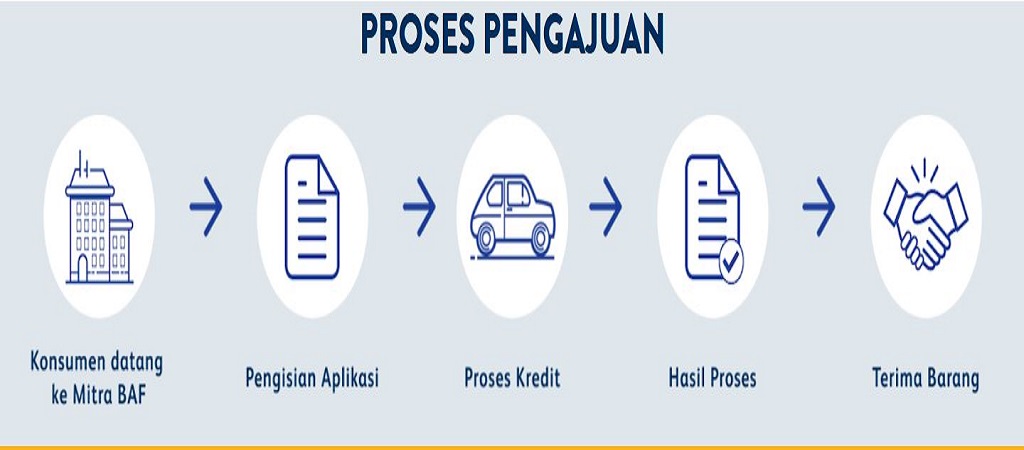 PROSES PENGAJUAN
Konsumen datang
ke Mitra BAF
Pengisian Aplikasi
Proses Kredit
Hasil Proses
Terima Barang